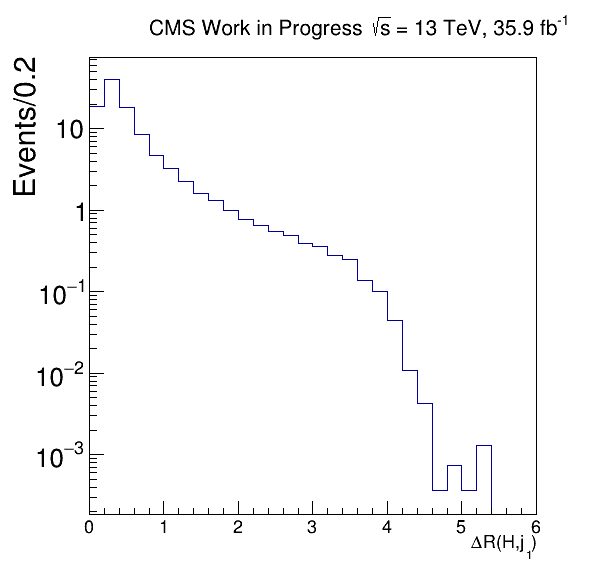 CMS Work in Progress √s = 13 TeV, 35.9 fb⁻¹
Events/0.2
10
1
10⁻¹
10⁻²
10⁻³
0 1 2 3 4 5 6
ΔR(H,j₁)